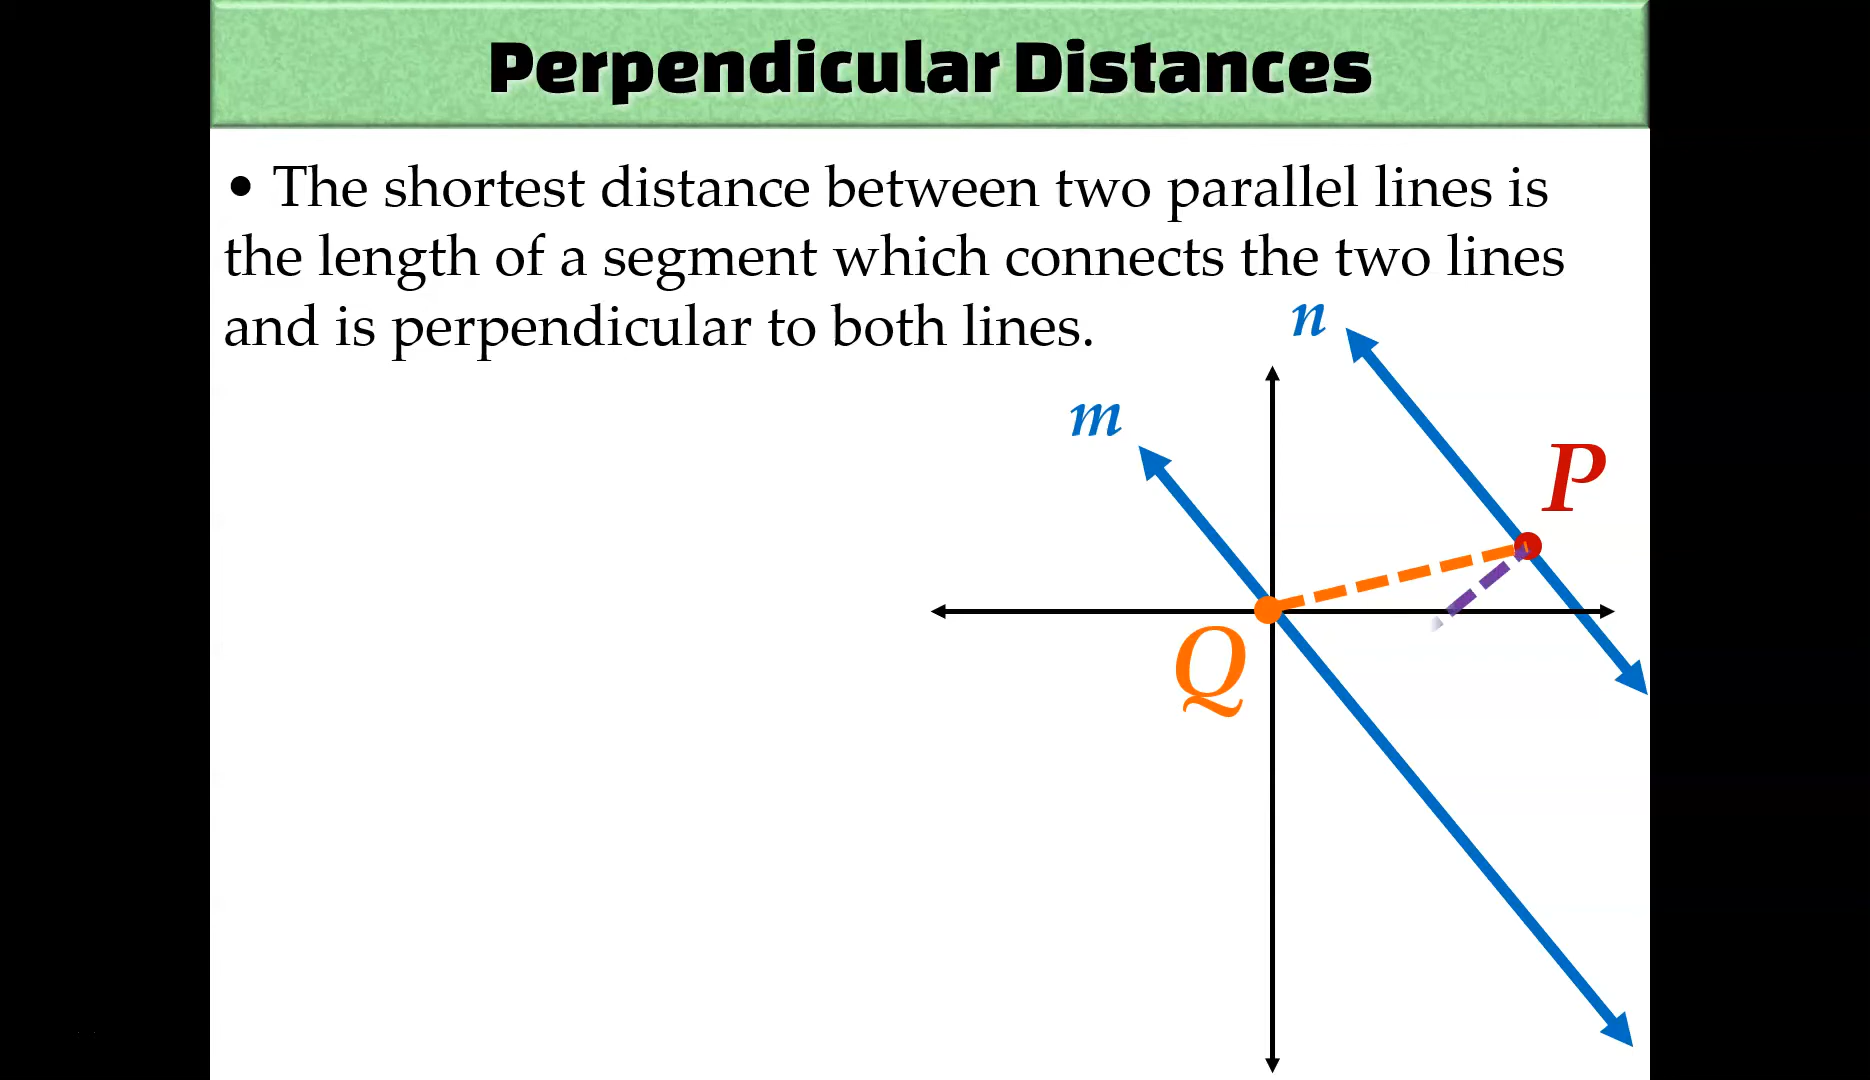 Perpendicular Distances
• The shortest distance between two parallel lines is
the length of a segment which connects the two lines
and is perpendicular to both lines.
n
m
P
Q